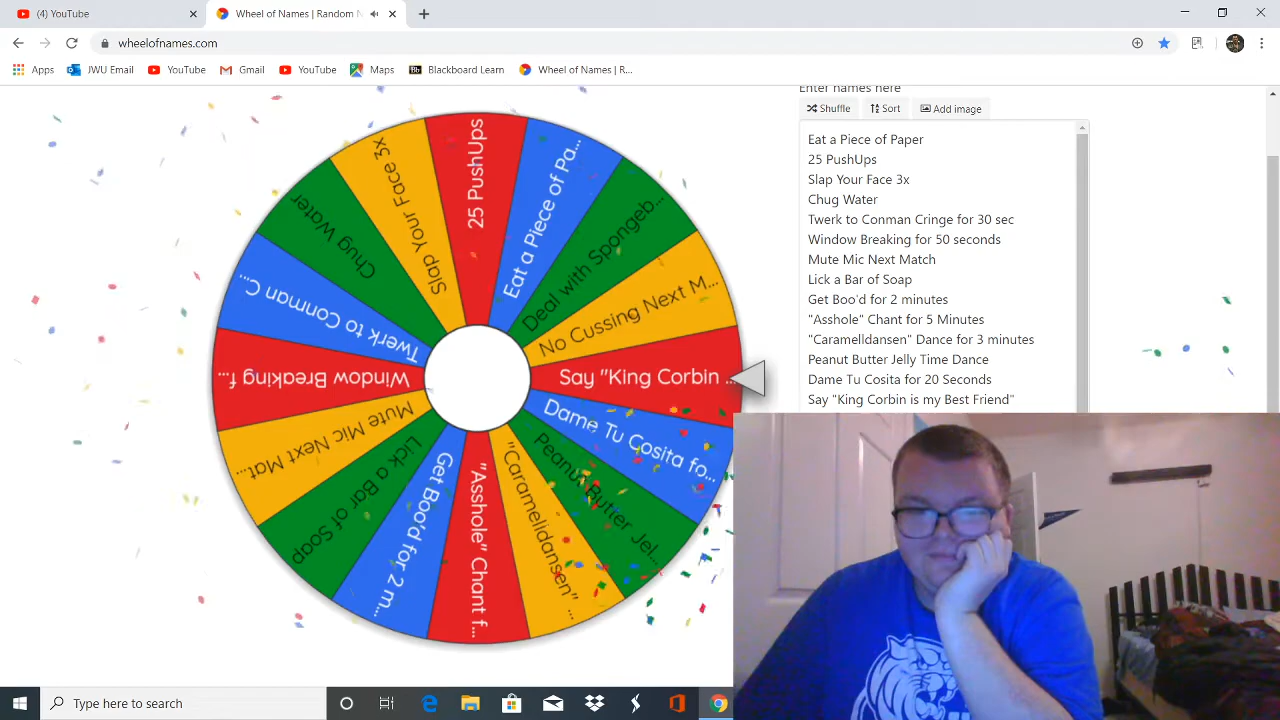 (4) YouTube
Wheel of Names | Random N
wheelofnames.com
Apps
JWU Email
YouTube
Gmail
YouTube
Maps
Bb
Blackboard Learn
Wheel of Names | R...
Enter names here
Shuffle
Sort
Add image
Eat a Piece of Paper
25 PushUps
Slap Your Face 3x
Chug Water
Twerk to Conman Cringe for 30 sec
Window Breaking for 50 seconds
Mute Mic Next Match
Lick a Bar of Soap
Get Boo'd for 2 minutes
"Asshole" Chant for 5 Minutes
"Caramelldansen" Dance for 3 minutes
Peanut Butter Jelly Time Dance
Dame Tu Cosita for 20 Seconds
Say "King Corbin is my Best Friend"
25 PushUps
Eat a Piece of Pa...
Deal with Spongeb...
No Cussing Next M...
Say "King Corbin ...
Dame Tu Cosita fo...
Peanut Butter Jel...
"Caramelldansen" ...
"Asshole" Chant f...
Get Boo'd for 2 m...
Lick a Bar of Soap
Mute Mic Next Mat...
Window Breaking f...
Twerk to Conman C...
Chug Water
Slap Your Face 3x
Type here to search